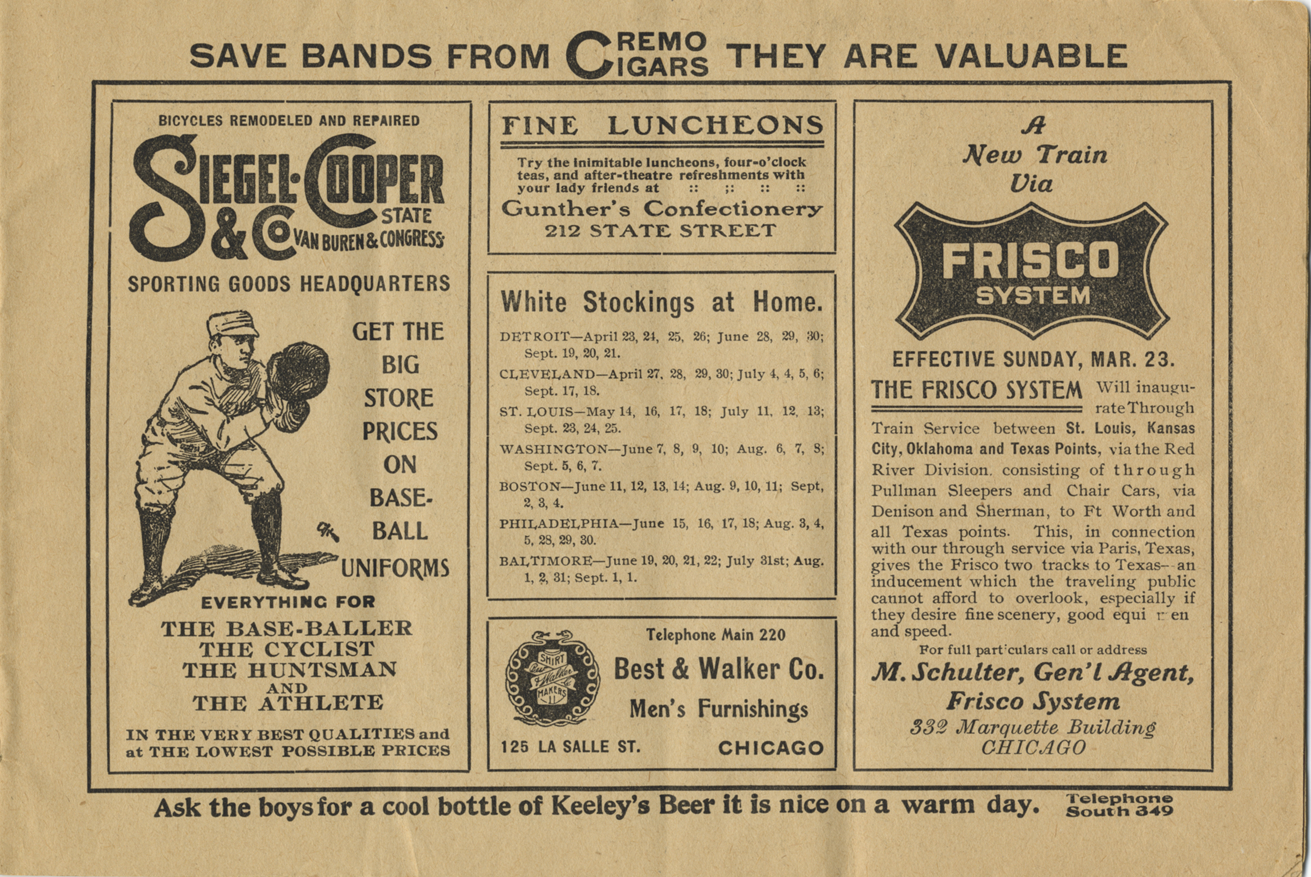 SAVE BANDS FROM CREMO CIGARS THEY ARE VALUABLE
BICYCLES REMODELED AND REPAIRED
SIEGEL-COOPER
& CO
STATE
VAN BUREN & CONGRESS
SPORTING GOODS HEADQUARTERS
GET THE
BIG
STORE
PRICES
ON
BASE-
BALL
UNIFORMS
EVERYTHING FOR
THE BASE-BALLER
THE CYCLIST
THE HUNTSMAN
AND
THE ATHLETE
IN THE VERY BEST QUALITIES and
at THE LOWEST POSSIBLE PRICES
FINE LUNCHEONS
Try the inimitable luncheons, four-o'clock
teas, and after-theatre refreshments with
your lady friends at :: ;: :: ::
Gunther's Confectionery
212 STATE STREET
White Stockings at Home.
DETROIT—April 23, 24, 25, 26; June 28, 29, 30;
Sept. 19, 20, 21.
CLEVELAND—April 27, 28, 29, 30; July 4, 4, 5, 6;
Sept. 17, 18.
ST. LOUIS—May 14, 16, 17, 18; July 11, 12, 13;
Sept. 23, 24, 25.
WASHINGTON—June 7, 8, 9, 10; Aug. 6, 7, 8;
Sept. 5, 6, 7.
BOSTON—June 11, 12, 13, 14; Aug. 9, 10, 11; Sept,
2, 3, 4.
PHILADELPHIA—June 15, 16, 17, 18; Aug. 3, 4,
5, 28, 29, 30.
BALTIMORE—June 19, 20, 21, 22; July 31st; Aug.
1, 2, 31; Sept. 1, 1.
SHIRT
Best
& Walker
MAKERS
Telephone Main 220
Best & Walker Co.
Men's Furnishings
125 LA SALLE ST. CHICAGO
A
New Train
Via
FRISCO
SYSTEM
EFFECTIVE SUNDAY, MAR. 23.
THE FRISCO SYSTEM Will inaugu-
rate Through
Train Service between St. Louis, Kansas
City, Oklahoma and Texas Points, via the Red
River Division. consisting of through
Pullman Sleepers and Chair Cars, via
Denison and Sherman, to Ft Worth and
all Texas points. This, in connection
with our through service via Paris, Texas,
gives the Frisco two tracks to Texas—an
inducement which the traveling public
cannot afford to overlook, especially if
they desire fine scenery, good
and speed.
For full particulars call or address
M. Schulter, Gen'l Agent,
Frisco System
332 Marquette Building
CHICAGO
Ask the boys for a cool bottle of Keeley's Beer it is nice on a warm day. Telephone South 349